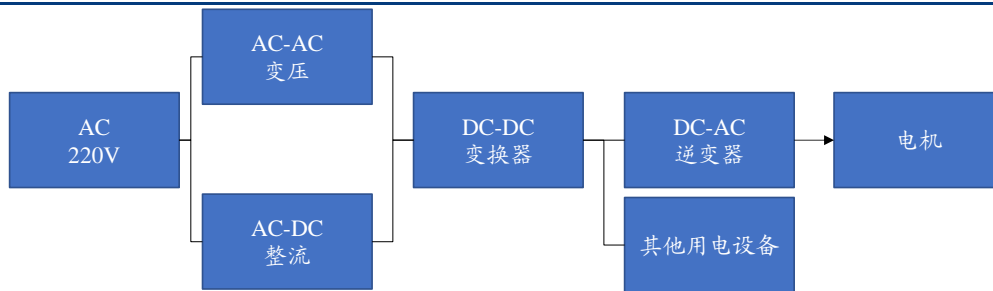 AC-AC
变压
AC
220V
DC-DC
变换器
DC-AC
逆变器
电机
AC-DC
整流
其他用电设备